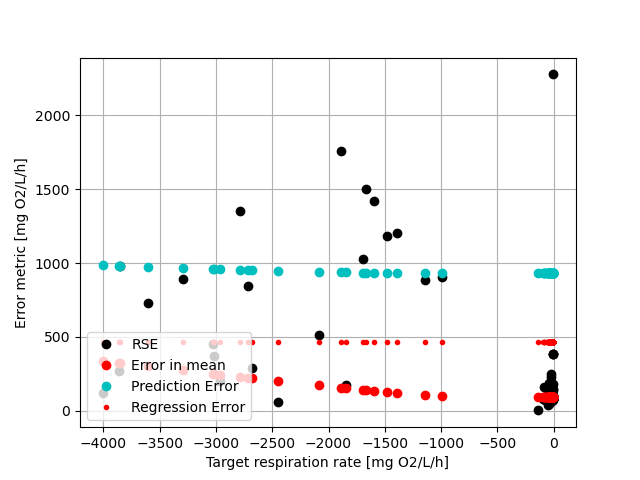 2000
1500
1000
500
0
Error metric [mg O2/L/h]
RSE
Error in mean
Prediction Error
Regression Error
−4000 −3500 −3000 −2500 −2000 −1500 −1000 −500 0
Target respiration rate [mg O2/L/h]